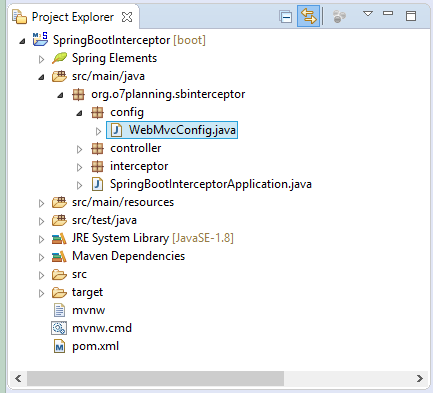 Project Explorer
SpringBootInterceptor [boot]
Spring Elements
src/main/java
org.o7planning.sbinterceptor
config
WebMvcConfig.java
controller
interceptor
SpringBootInterceptorApplication.java
src/main/resources
src/test/java
JRE System Library [JavaSE-1.8]
Maven Dependencies
src
target
mvnw
mvnw.cmd
pom.xml